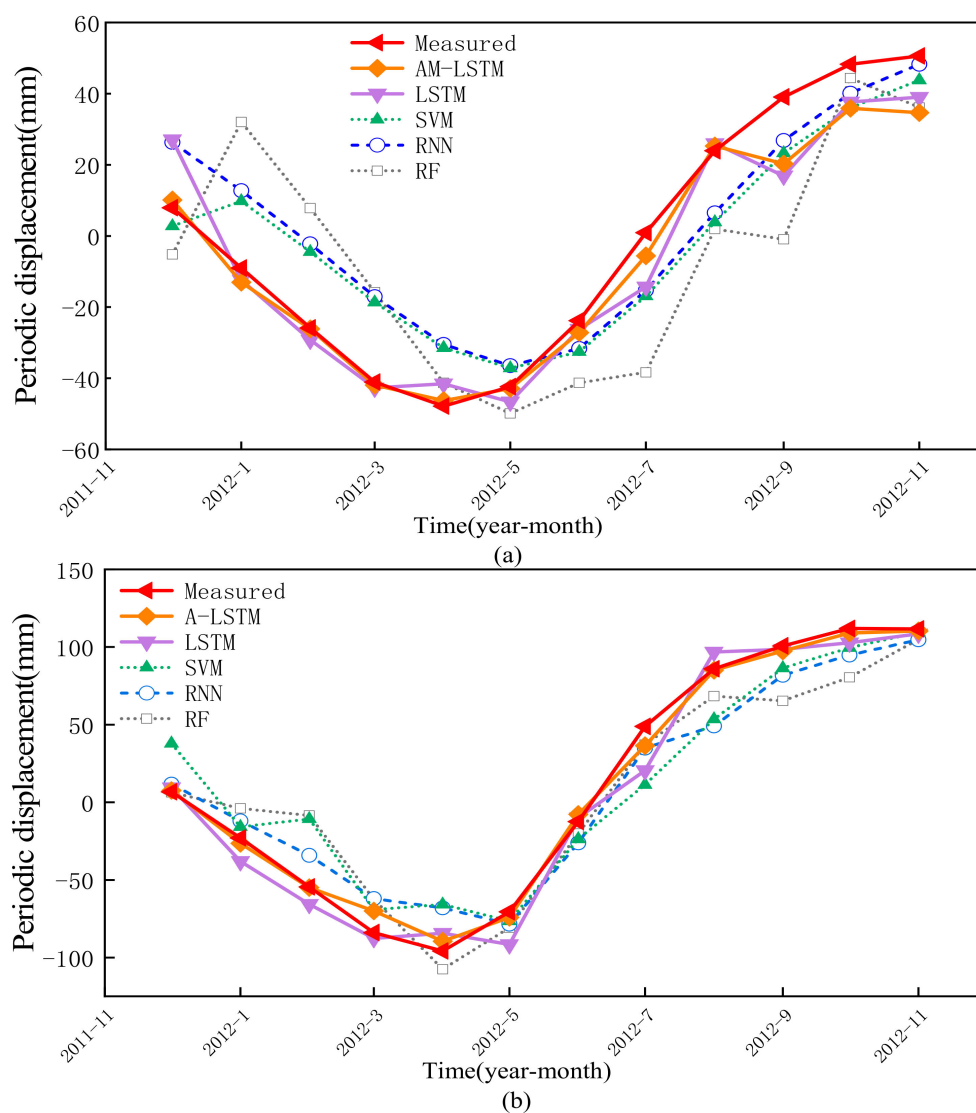 60
40
20
0
-20
-40
-60
Periodic displacement(mm)
Measured
AM-LSTM
LSTM
SVM
RNN
RF
2011-11
2012-1
2012-3
2012-5
2012-7
2012-9
2012-11
Time(year-month)
(a)
150
100
50
0
-50
-100
Periodic displacement(mm)
Measured
A-LSTM
LSTM
SVM
RNN
RF
2011-11
2012-1
2012-3
2012-5
2012-7
2012-9
2012-11
Time(year-month)
(b)